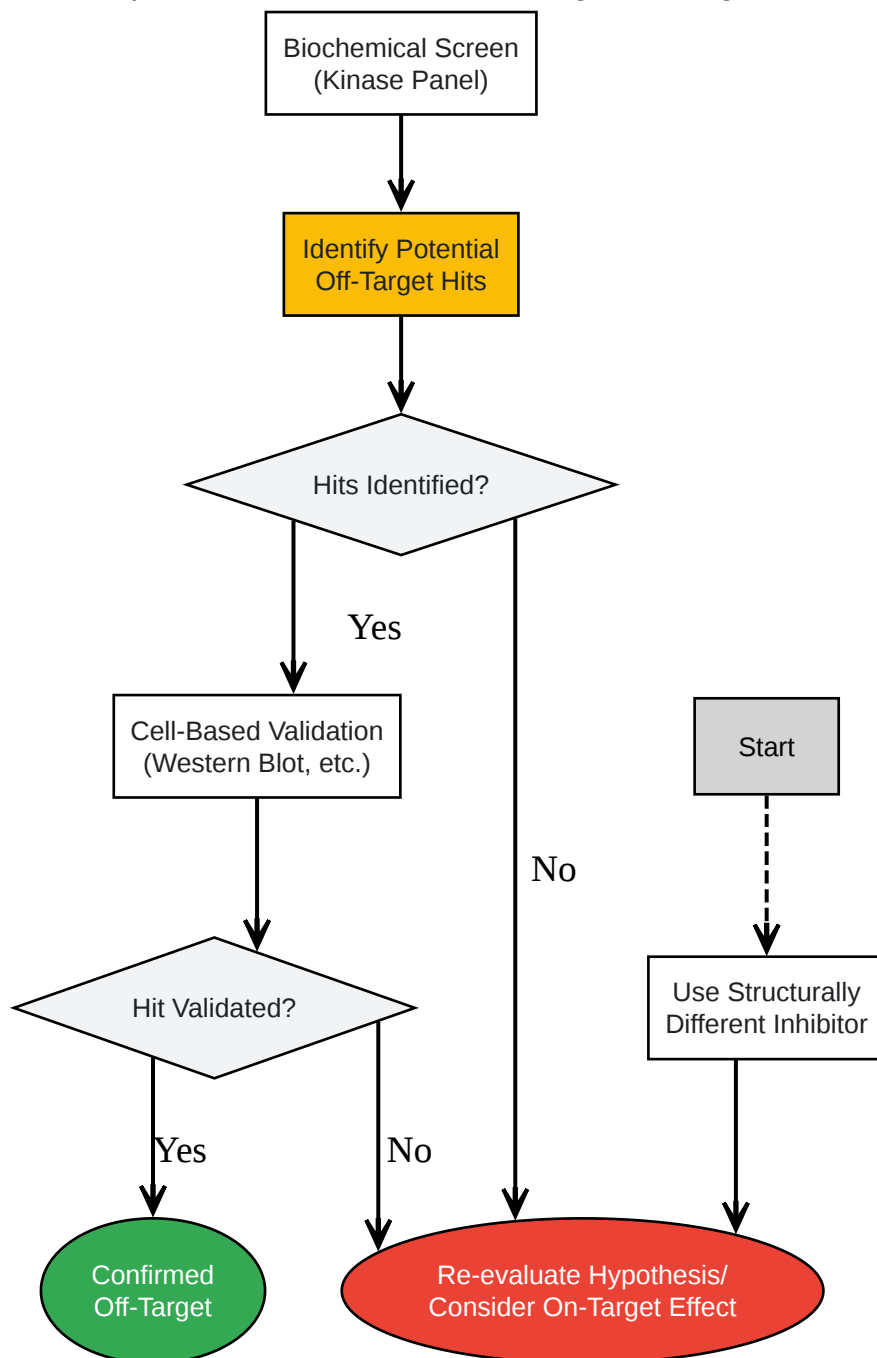 Biochemical Screen
(Kinase Panel)
Identify Potential
Off-Target Hits
Hits Identified?
Yes
Cell-Based Validation
(Western Blot, etc.)
Start
No
Use Structurally
Different Inhibitor
Hit Validated?
Yes
No
Confirmed
Off-Target
Re-evaluate Hypothesis/
Consider On-Target Effect